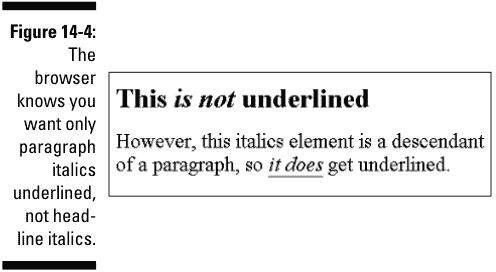 Figure 14-4:
The
browser
knows you
want only
paragraph
italics
underlined,
not head-
line italics.
This is not underlined
However, this italics element is a descendant
of a paragraph, so it does get underlined.